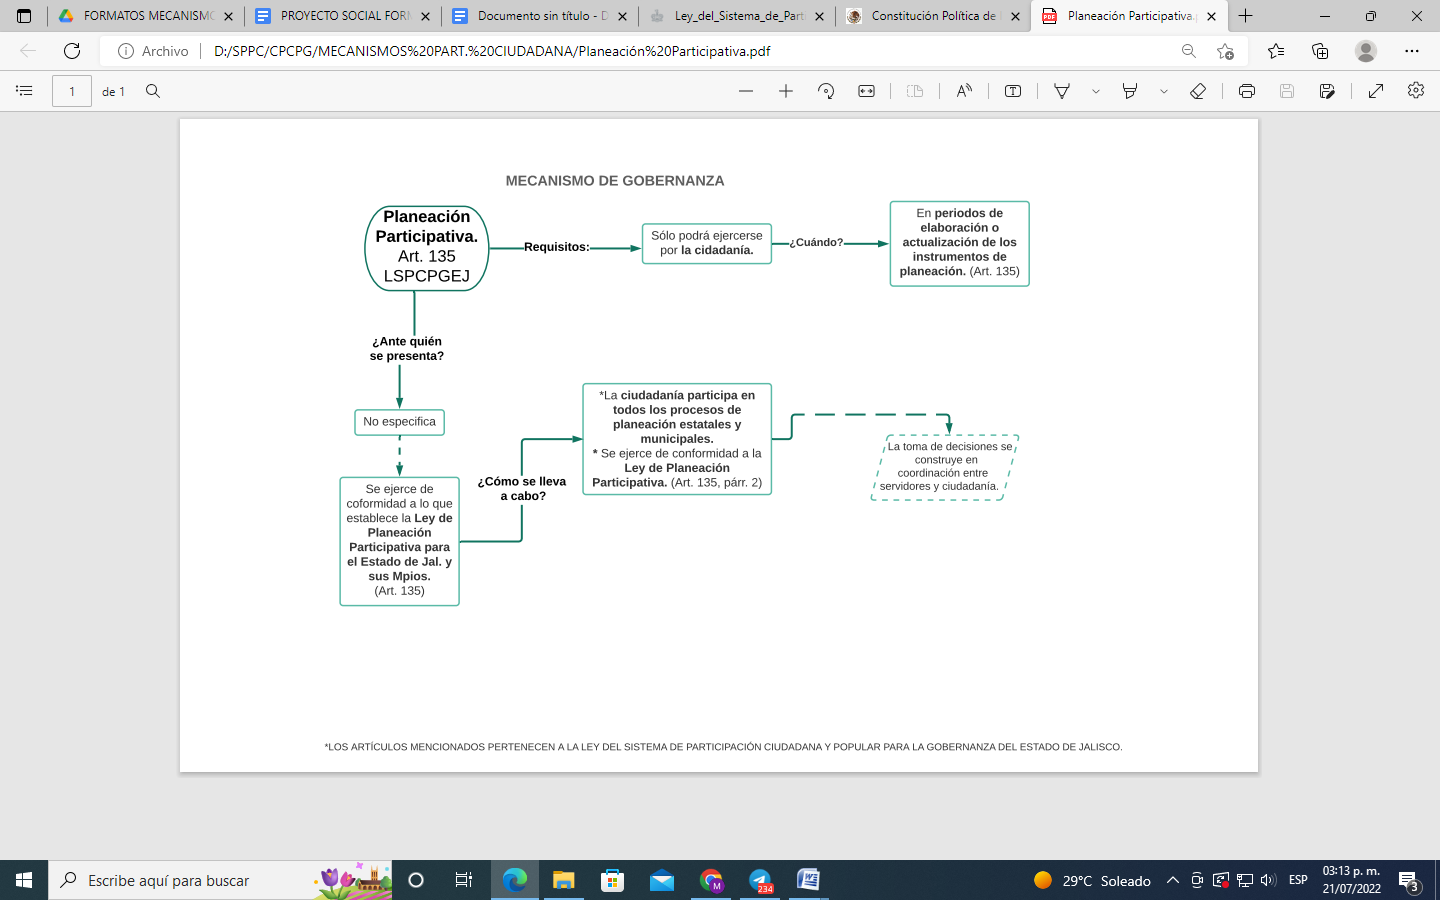 FORMATOS MECANISMO
PROYECTO SOCIAL FORM
Documento sin título - D
Ley_del_Sistema_de_Part
Constitución Política de
Planeación Participativa.p
Archivo
D:/SPPC/CPCPG/MECANISMOS%20PART.%20CIUDADANA/Planeación%20Participativa.pdf
1
de 1
MECANISMO DE GOBERNANZA
Planeación
Participativa.
Art. 135
LSPCPGEJ
Requisitos:
Sólo podrá ejercerse
por la cidadanía.
¿Cuándo?
En periodos de
elaboración o
actualización de los
instrumentos de
planeación. (Art. 135)
¿Ante quién
se presenta?
No especifica
Se ejerce de
coformidad a lo que
establece la Ley de
Planeación
Participativa para
el Estado de Jal. y
sus Mpios.
(Art. 135)
¿Cómo se lleva
a cabo?
*La ciudadanía participa en
todos los procesos de
planeación estatales y
municipales.
* Se ejerce de conformidad a la
Ley de Planeación
Participativa. (Art. 135, párr. 2)
La toma de decisiones se
construye en
coordinación entre
servidores y ciudadanía.
*LOS ARTÍCULOS MENCIONADOS PERTENECEN A LA LEY DEL SISTEMA DE PARTICIPACIÓN CIUDADANA Y POPULAR PARA LA GOBERNANZA DEL ESTADO DE JALISCO.
Escribe aquí para buscar
234
29°C Soleado
ESP
03:13 p. m.
21/07/2022
3